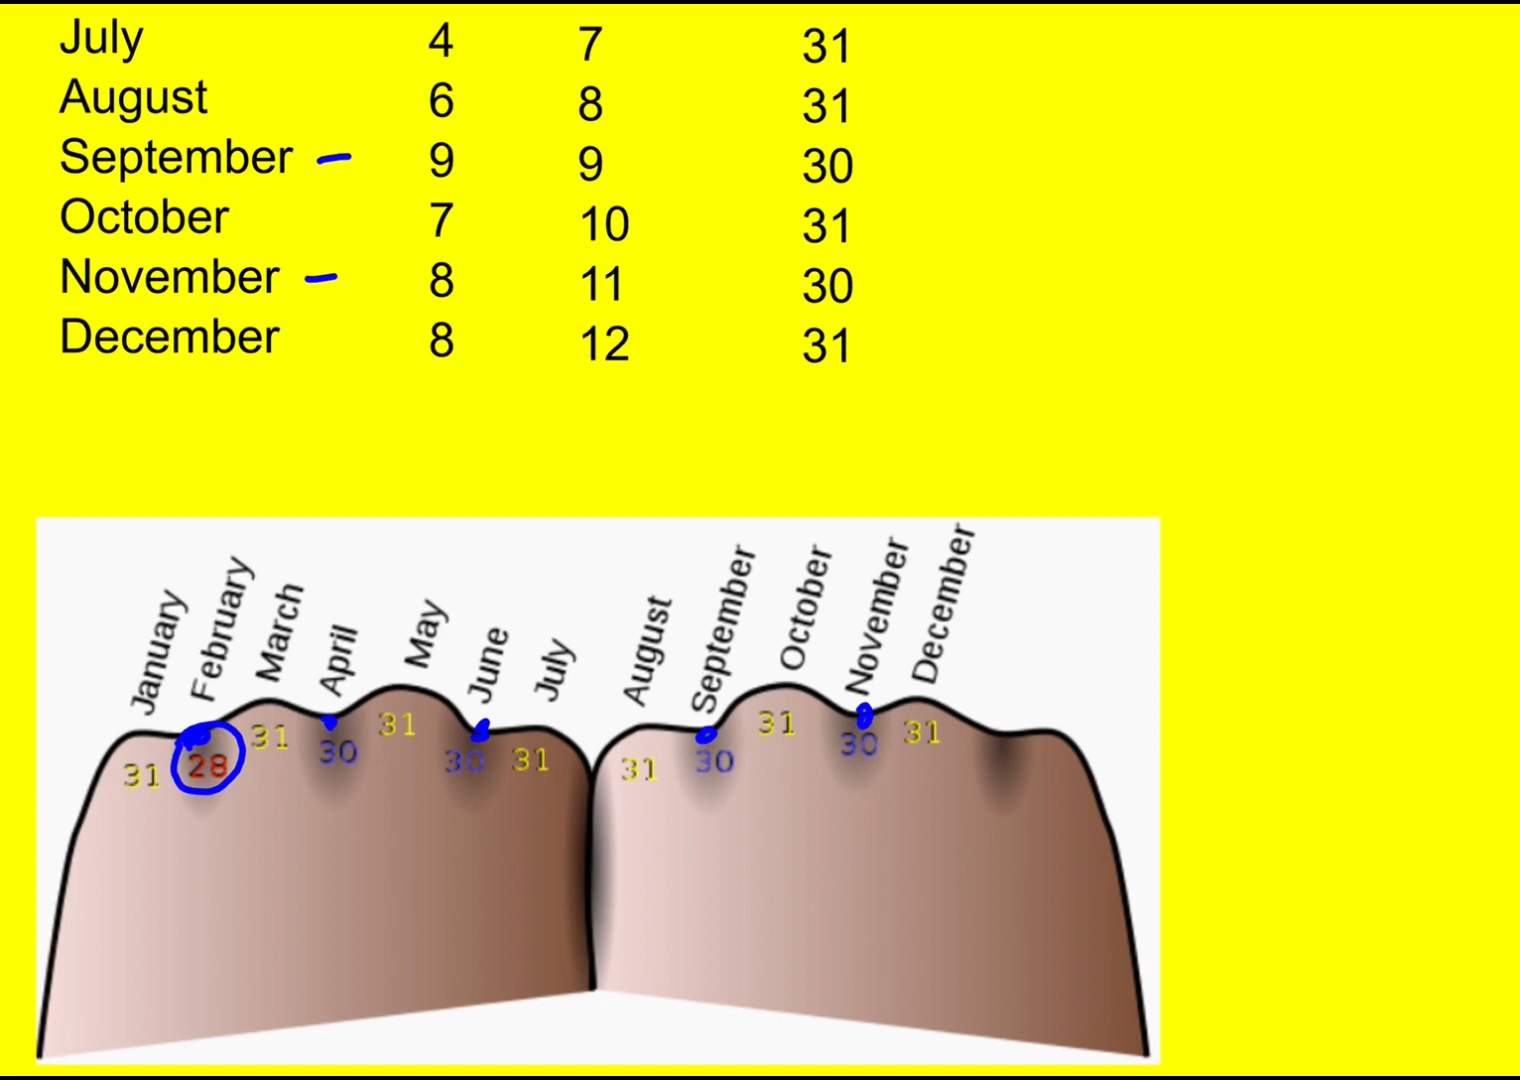 July 4 7 31
August 6 8 31
September 9 9 30
October 7 10 31
November 8 11 30
December 8 12 31
January February March April May June July August September October November December
31 28 31 30 31 30 31 31 30 31 30 31